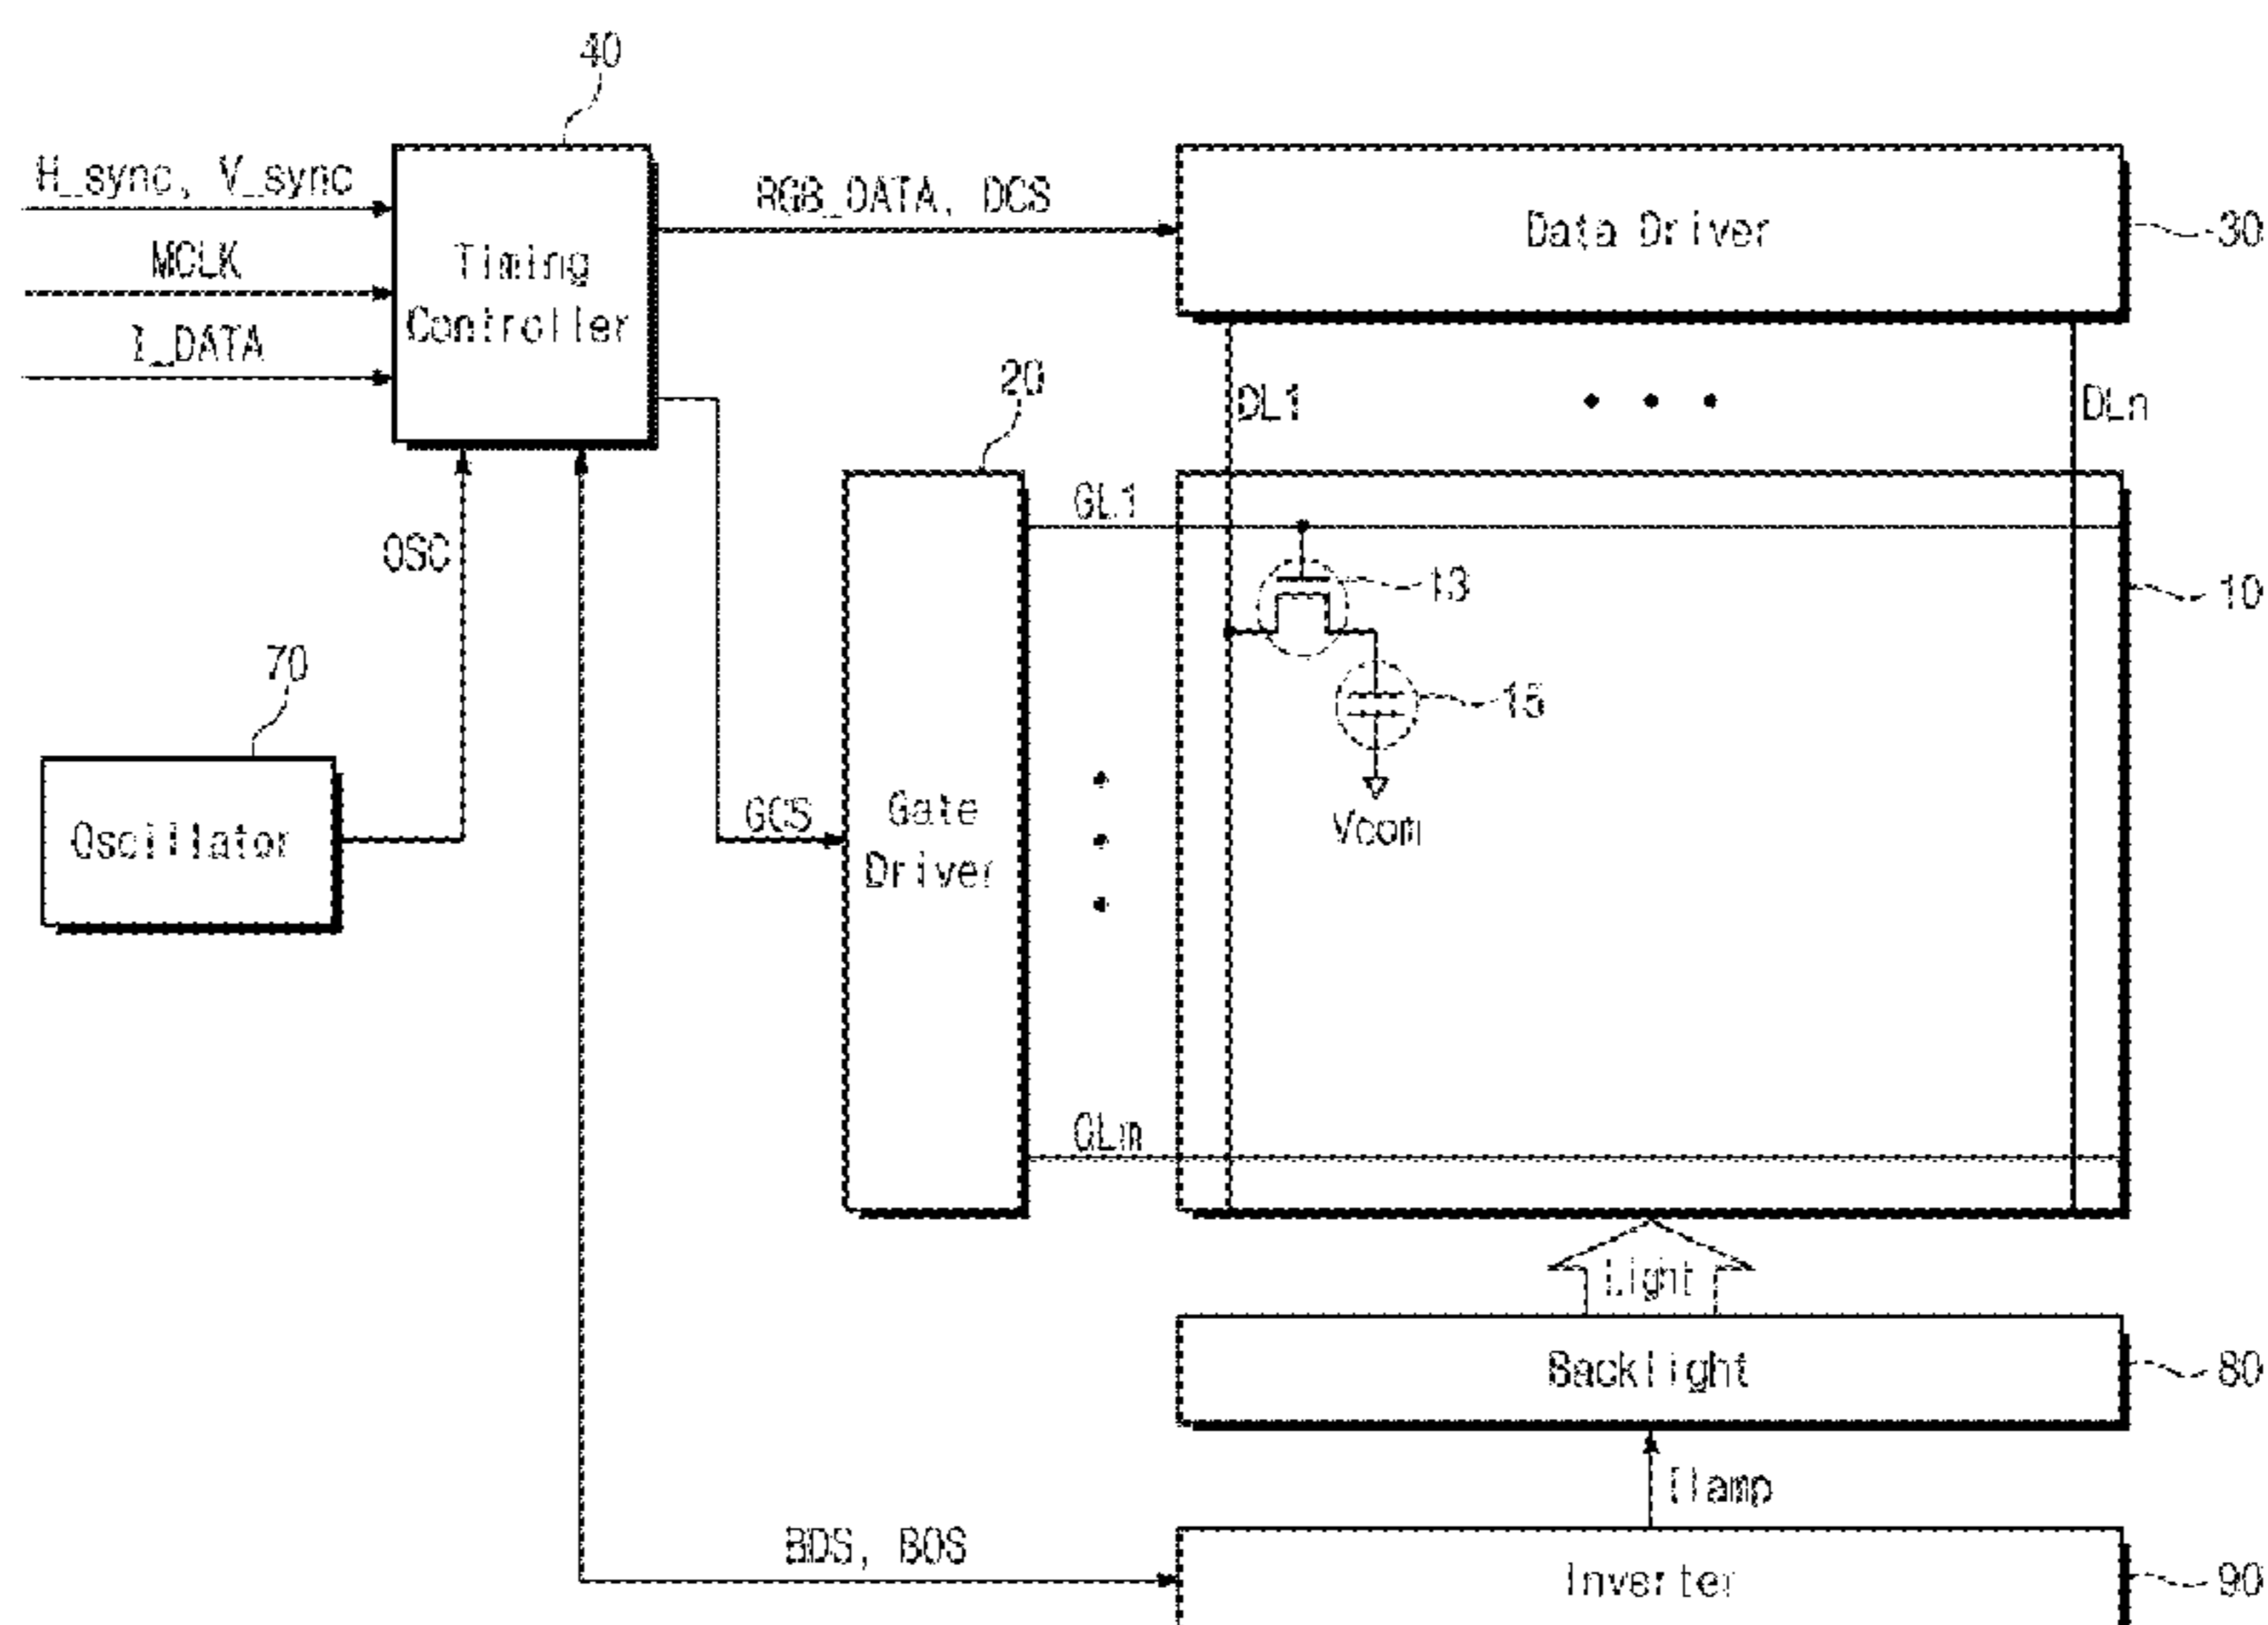 40
H_sync, V_sync
MCLK
I_DATA
Timing
Controller
RGB_DATA, DCS
Data Driver
30
20
DL1
DLn
GL1
OSC
13
10
70
15
Oscillator
GCS
Gate
Driver
Vcom
GLm
Light
Backlight
80
Ilamp
BDS, BOS
Inverter
90